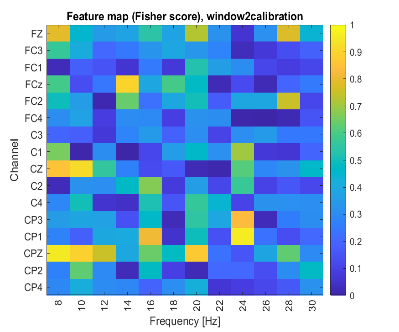 Feature map (Fisher score), window2calibration
Channel
FZ
FC3
FC1
FCz
FC2
FC4
C3
C1
CZ
C2
C4
CP3
CP1
CPZ
CP2
CP4
8 10 12 14 16 18 20 22 24 26 28 30
Frequency [Hz]
1
0.9
0.8
0.7
0.6
0.5
0.4
0.3
0.2
0.1
0